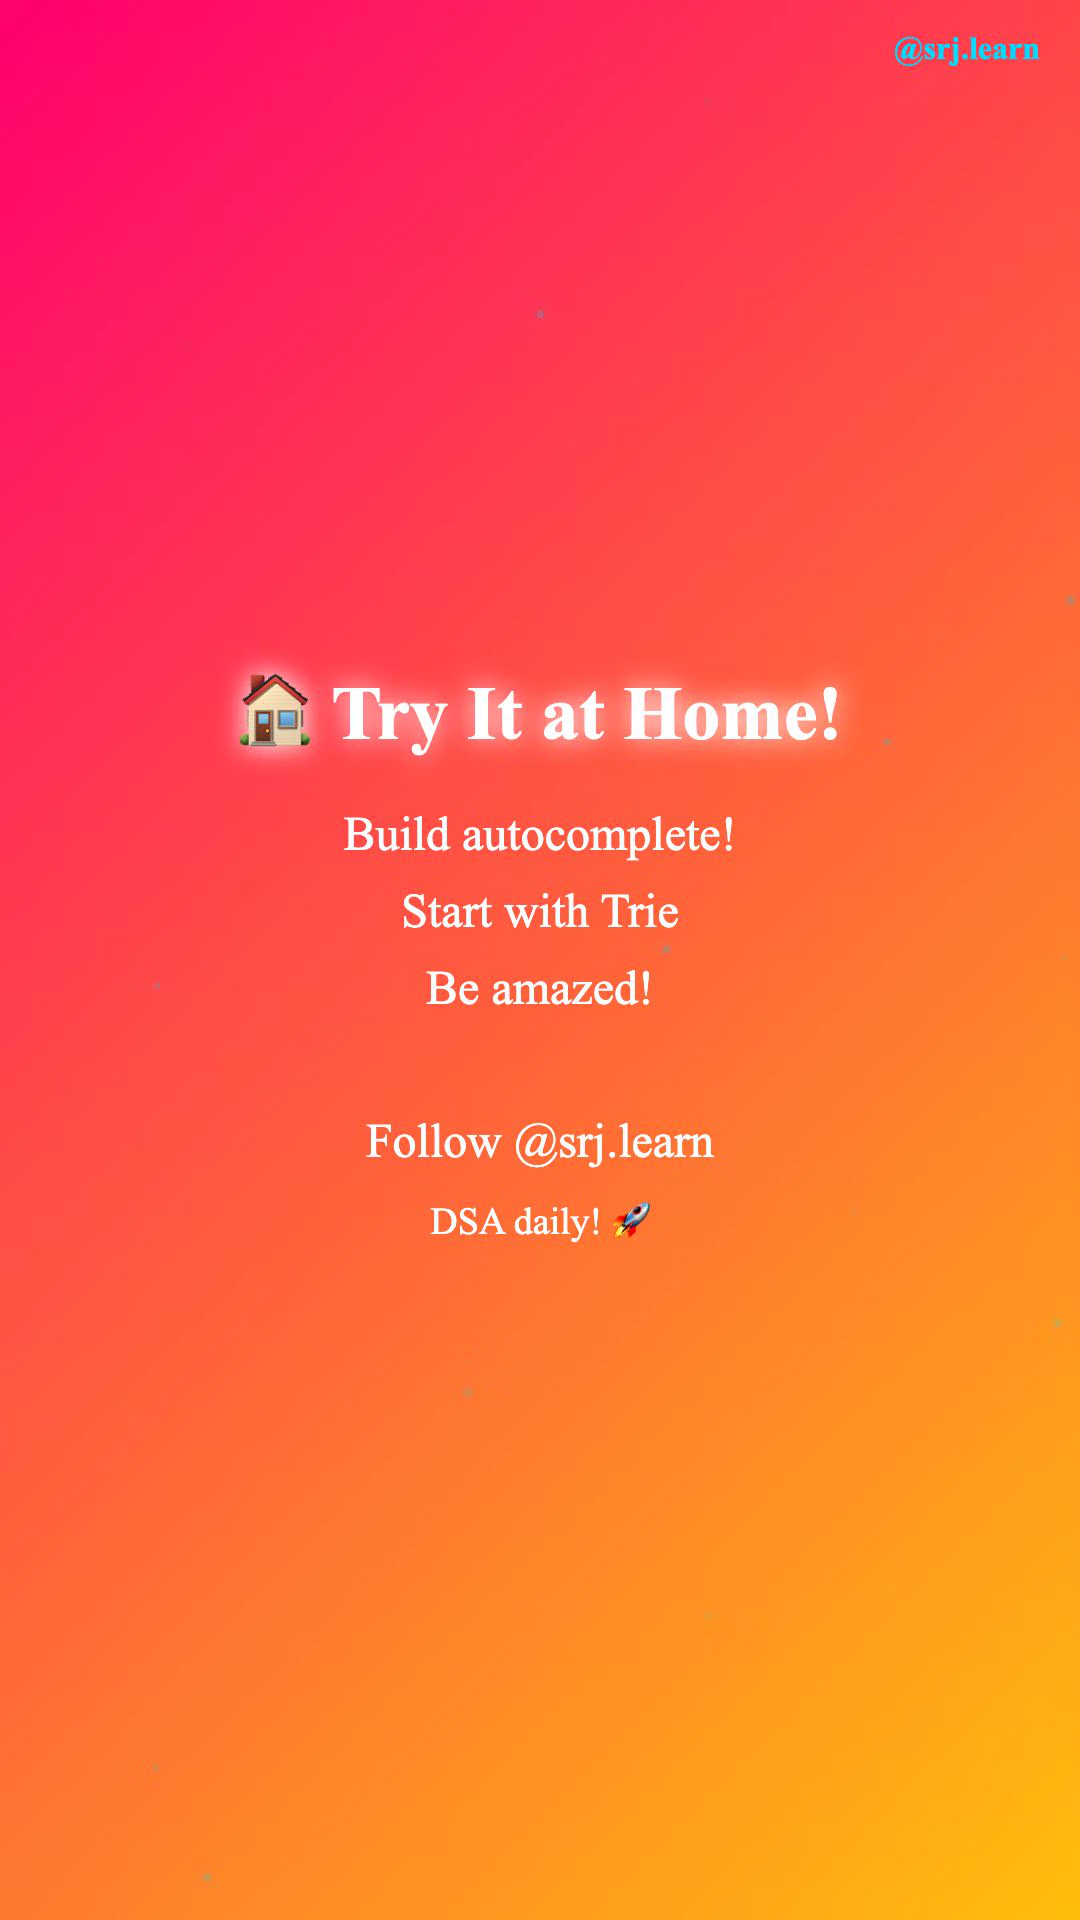 @srj.learn
🏠 Try It at Home!
Build autocomplete!
Start with Trie
Be amazed!
Follow @srj.learn
DSA daily! 🚀